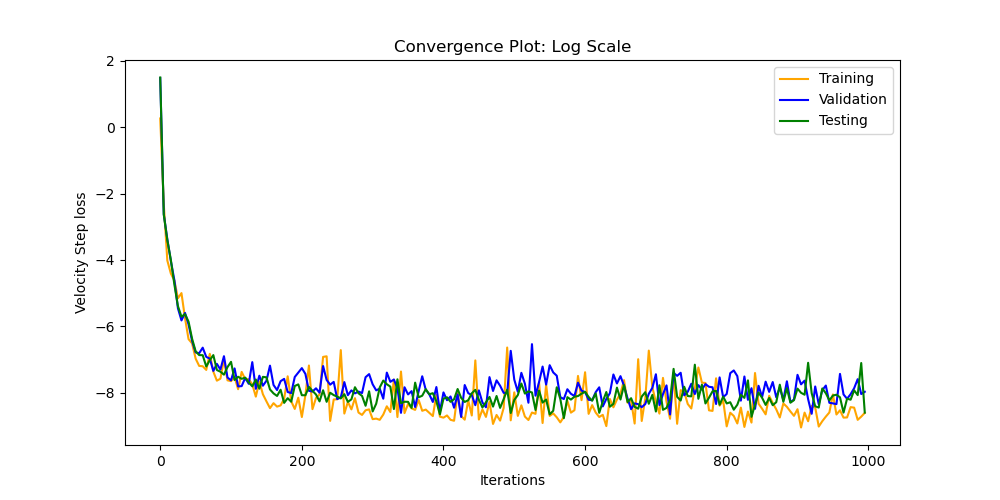 Convergence Plot: Log Scale
Training
Validation
Testing
2
0
−2
−4
−6
−8
Velocity Step loss
0
200
400
600
800
1000
Iterations